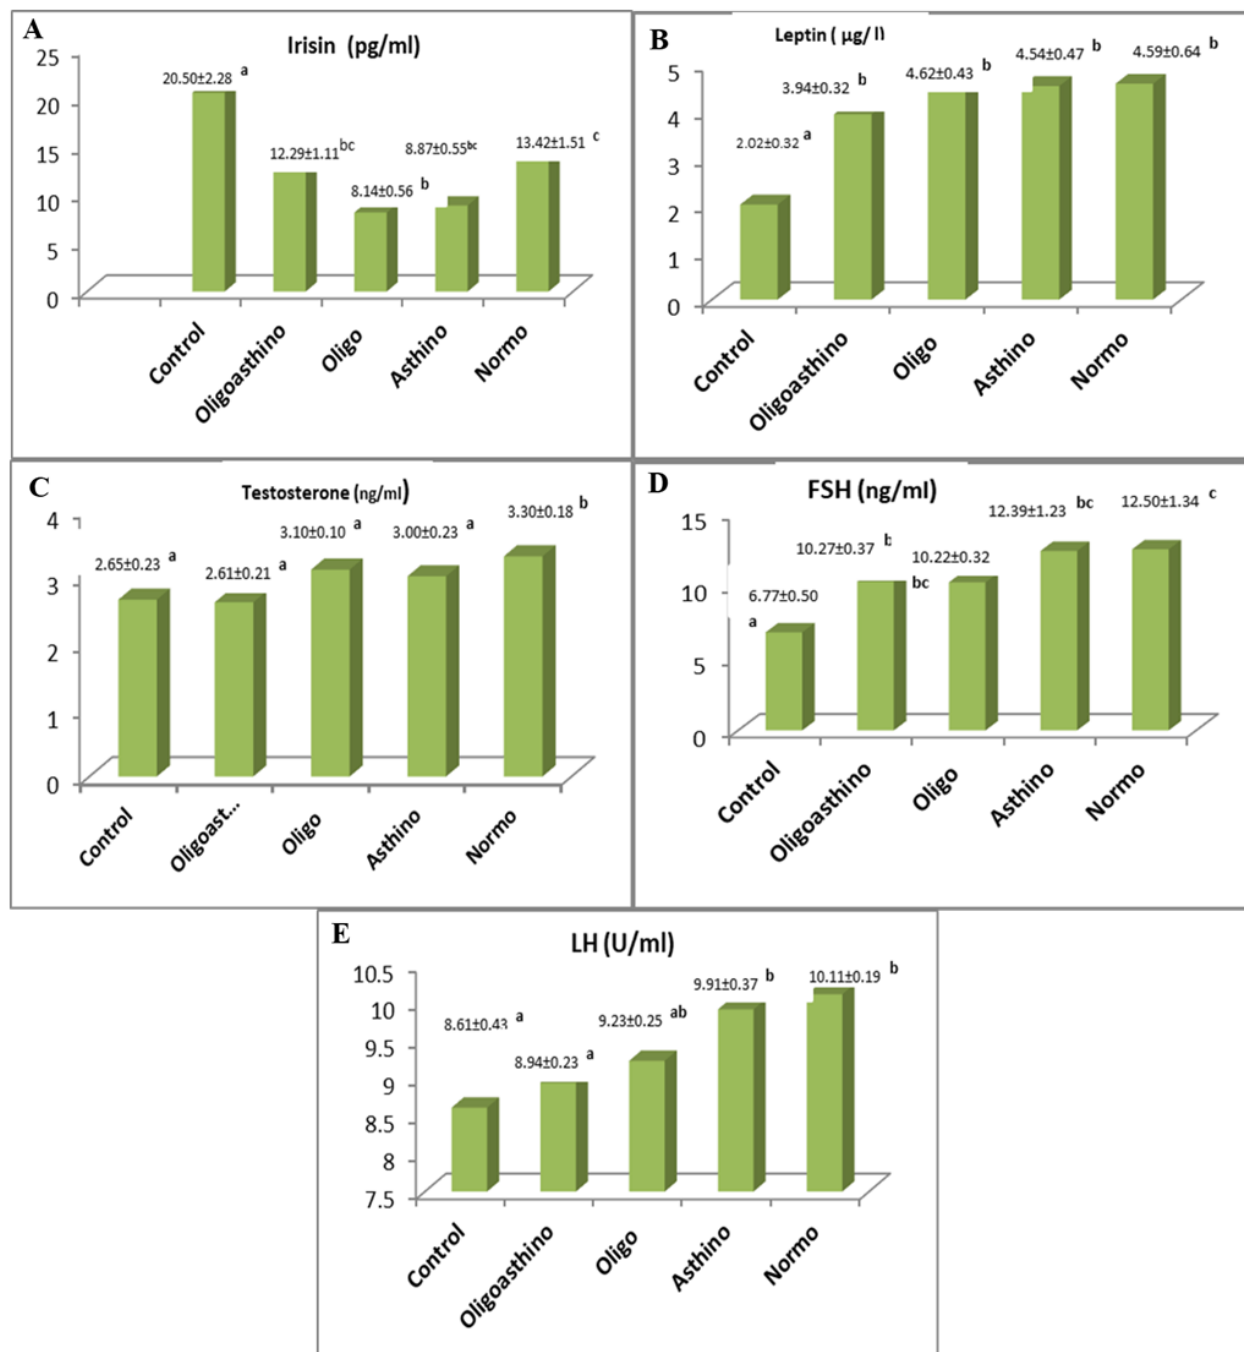 A
Irisin (pg/ml)
25
20
15
10
5
0
20.50±2.28 a
12.29±1.11 bc
8.14±0.56 b
8.87±0.55 bc
13.42±1.51 c
Control
Oligoasthino
Oligo
Asthino
Normo
B
Leptin ( µg/ l)
5
4
3
2
1
0
2.02±0.32 a
3.94±0.32 b
4.62±0.43 b
4.54±0.47 b
4.59±0.64 b
Control
Oligoasthino
Oligo
Asthino
Normo
C
Testosterone (ng/ml)
4
3
2
1
0
2.65±0.23 a
2.61±0.21 a
3.10±0.10 a
3.00±0.23 a
3.30±0.18 b
Control
Oligoast...
Oligo
Asthino
Normo
D
FSH (ng/ml)
15
10
5
0
6.77±0.50
a
10.27±0.37 b
10.22±0.32
bc
12.39±1.23 bc
12.50±1.34 c
Control
Oligoasthino
Oligo
Asthino
Normo
E
LH (U/ml)
10.5
10
9.5
9
8.5
8
7.5
8.61±0.43 a
8.94±0.23 a
9.23±0.25 ab
9.91±0.37 b
10.11±0.19 b
Control
Oligoasthino
Oligo
Asthino
Normo